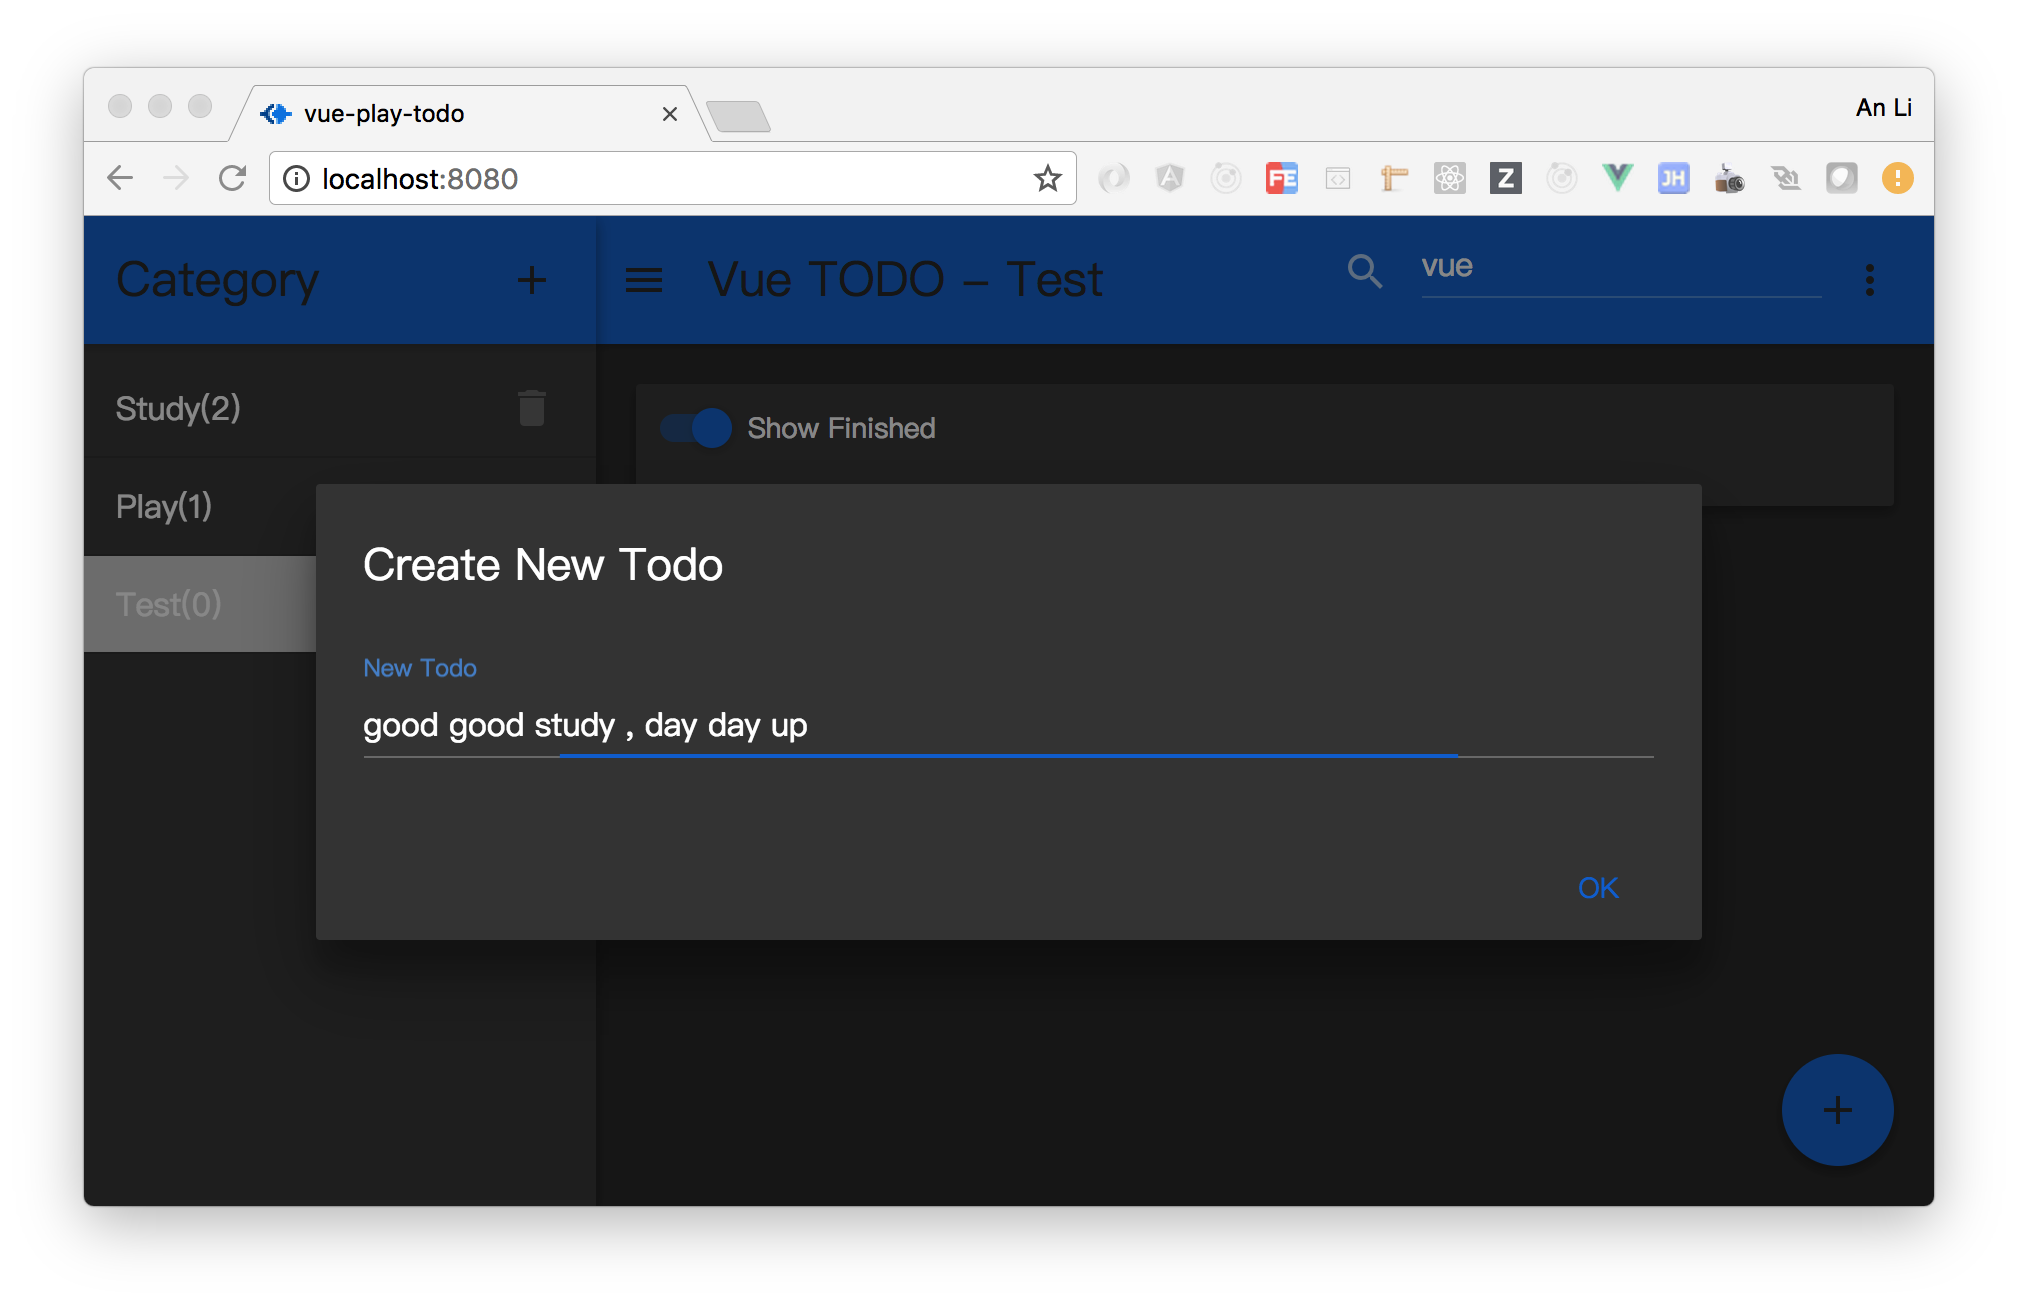 vue-play-todo
An Li
localhost:8080
FE
Z
JH
Category
Vue TODO – Test
vue
Study(2)
Show Finished
Play(1)
Test(0)
Create New Todo
New Todo
good good study , day day up
OK